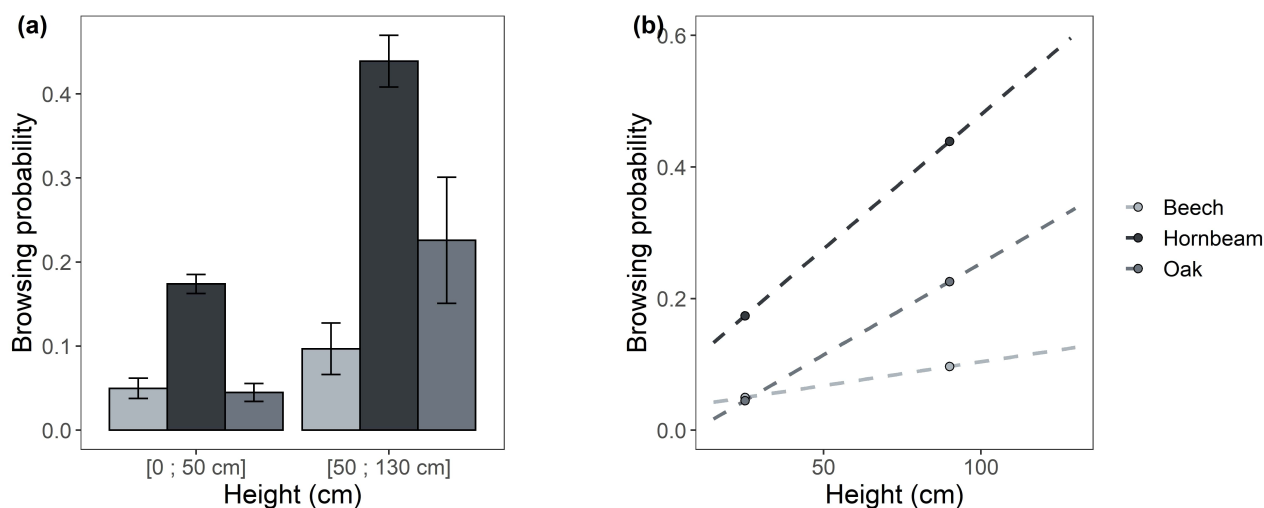 (a)
Browsing probability
0.4
0.3
0.2
0.1
0.0
[0 ; 50 cm]
[50 ; 130 cm]
Height (cm)
(b)
Browsing probability
0.6
0.4
0.2
0.0
50
100
Height (cm)
Beech
Hornbeam
Oak